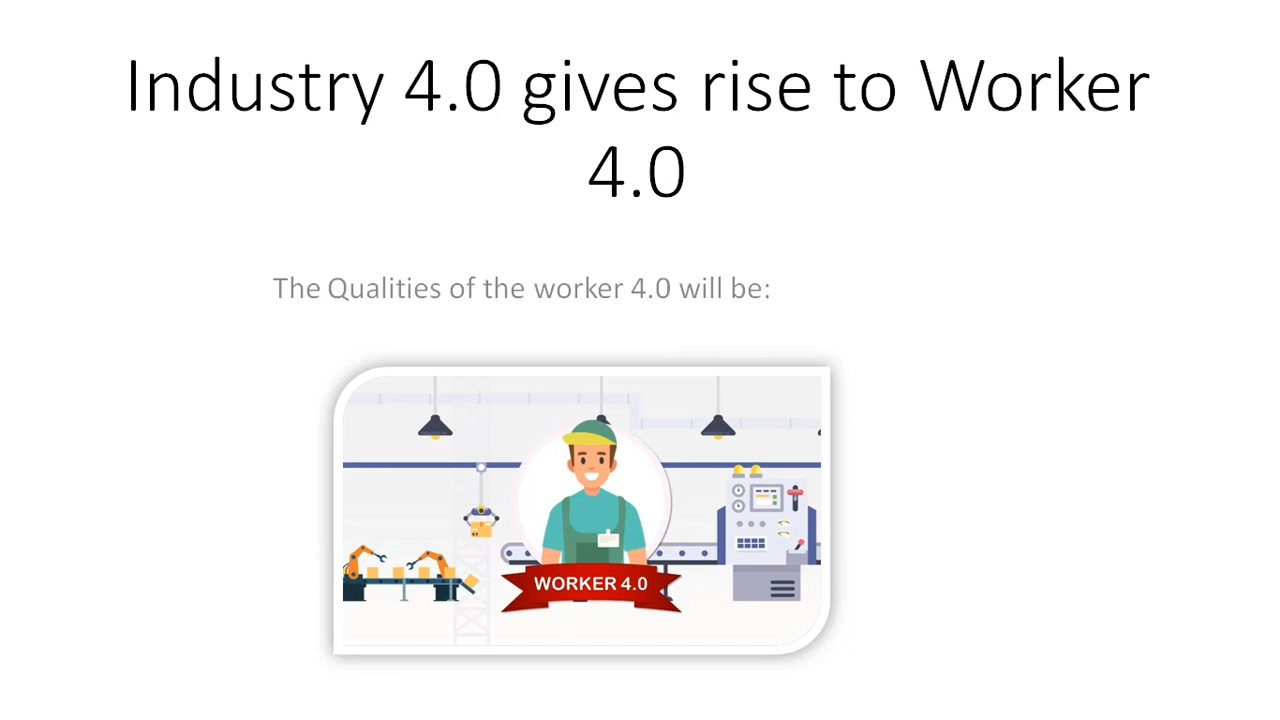 Industry 4.0 gives rise to Worker
4.0
The Qualities of the worker 4.0 will be:
WORKER 4.0